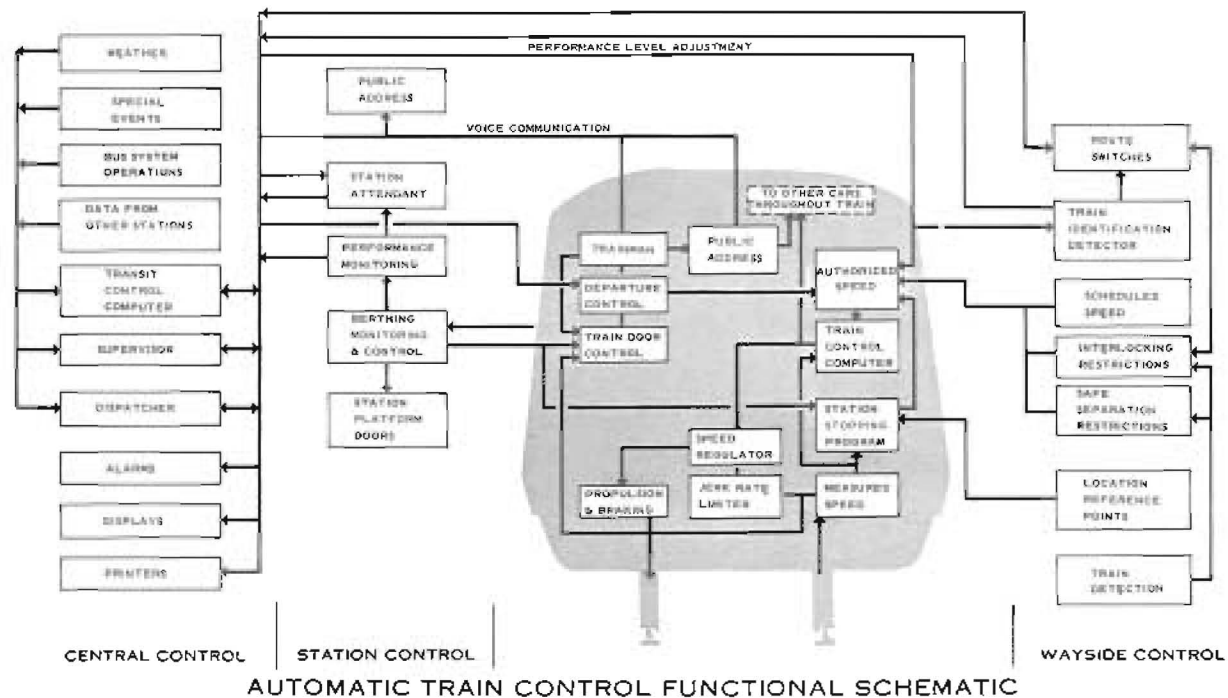 PERFORMANCE LEVEL ADJUSTMENT
WEATHER
SPECIAL
EVENTS
BUS SYSTEM
OPERATIONS
DATA FROM
OTHER STATIONS
TRANSIT
CONTROL
COMPUTER
SUPERVISOR
DISPATCHER
ALARMS
DISPLAYS
PRINTERS
PUBLIC
ADDRESS
VOICE COMMUNICATION
STATION
ATTENDANT
PERFORMANCE
MONITORING
BERTHING
MONITORING
& CONTROL
STATION
PLATFORM
DOORS
TO OTHER CARS
THROUGHOUT TRAIN
TRAINMAN
PUBLIC
ADDRESS
DEPARTURE
CONTROL
TRAIN DOOR
CONTROL
AUTHORIZED
SPEED
TRAIN
CONTROL
COMPUTER
STATION
STOPPING
PROGRAM
SPEED
REGULATOR
PROPULSION
& BRAKING
JERK RATE
LIMITER
MEASURED
SPEED
ROUTE
SWITCHES
TRAIN
IDENTIFICATION
DETECTOR
SCHEDULED
SPEED
INTERLOCKING
RESTRICTIONS
SAFE
SEPARATION
RESTRICTIONS
LOCATION
REFERENCE
POINTS
TRAIN
DETECTION
CENTRAL CONTROL
STATION CONTROL
WAYSIDE CONTROL
AUTOMATIC TRAIN CONTROL FUNCTIONAL SCHEMATIC